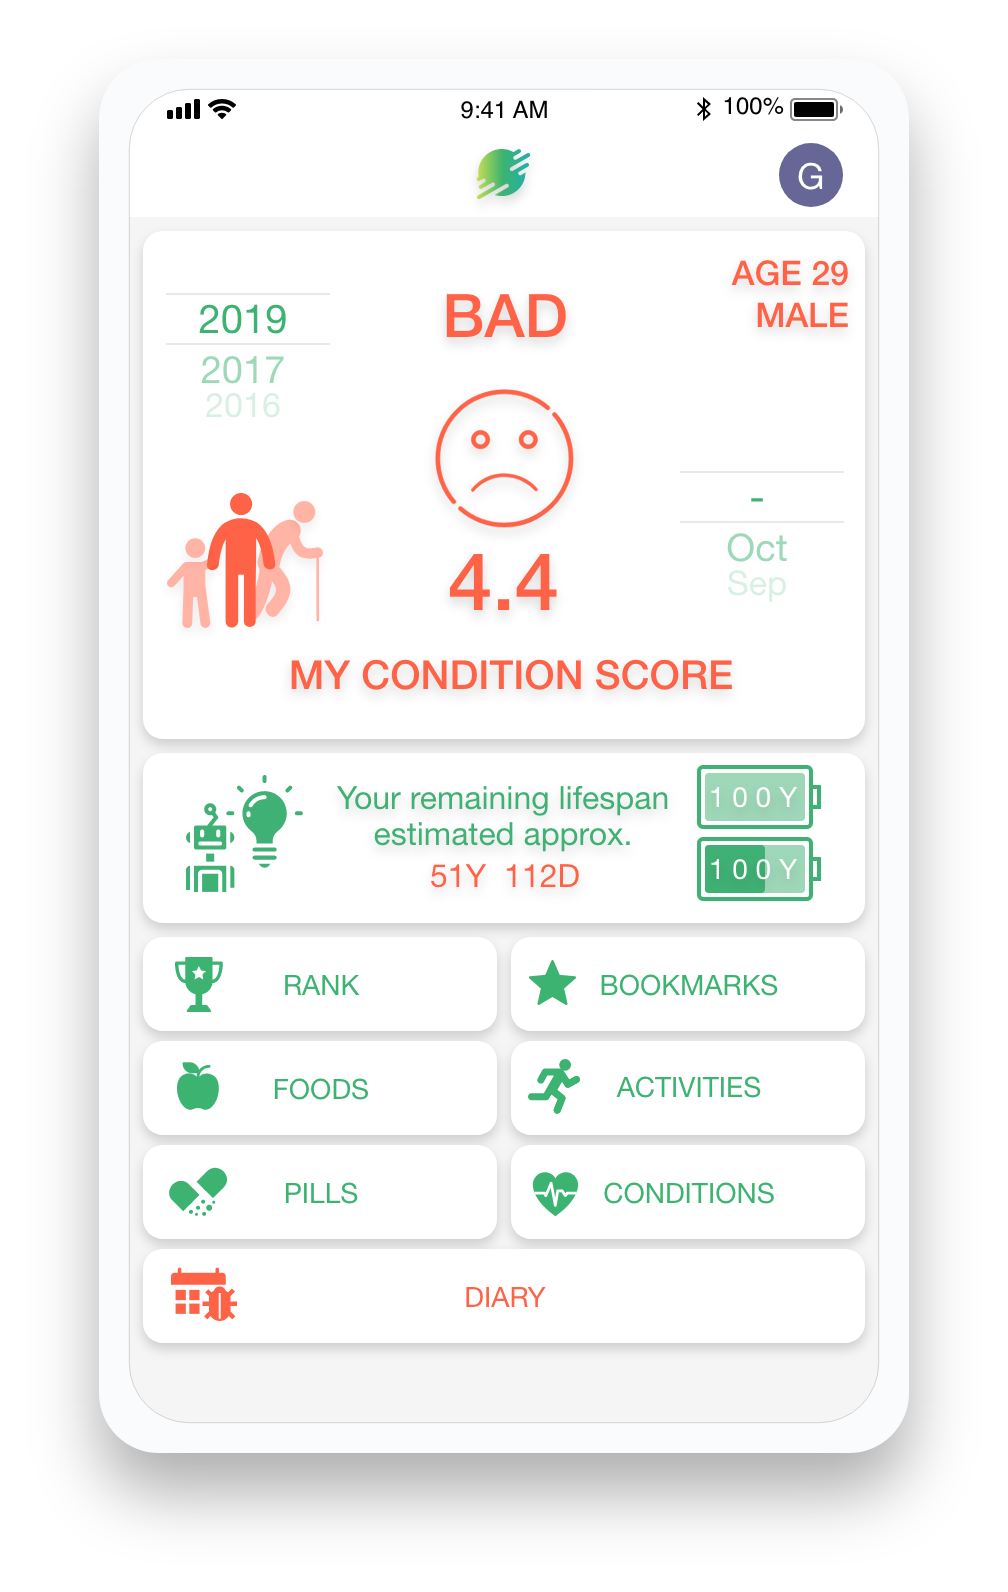 9:41 AM
100%
G
AGE 29
MALE
BAD
2019
2017
2016
-
Oct
Sep
4.4
MY CONDITION SCORE
Your remaining lifespan
estimated approx.
51Y 112D
100Y
100Y
RANK
BOOKMARKS
FOODS
ACTIVITIES
PILLS
CONDITIONS
DIARY